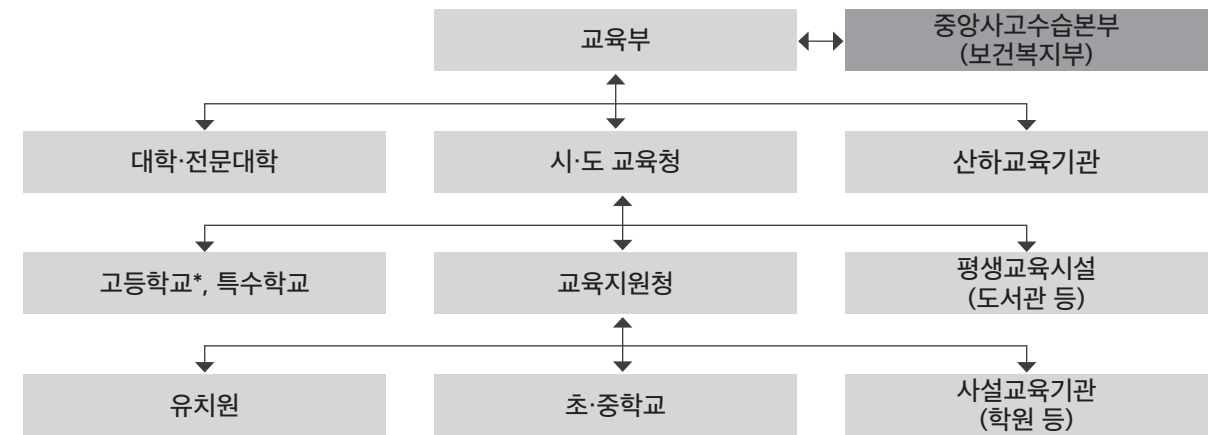 교육부
중앙사고수습본부
(보건복지부)
대학·전문대학
시·도 교육청
산하교육기관
고등학교*, 특수학교
교육지원청
평생교육시설
(도서관 등)
유치원
초·중학교
사설교육기관
(학원 등)